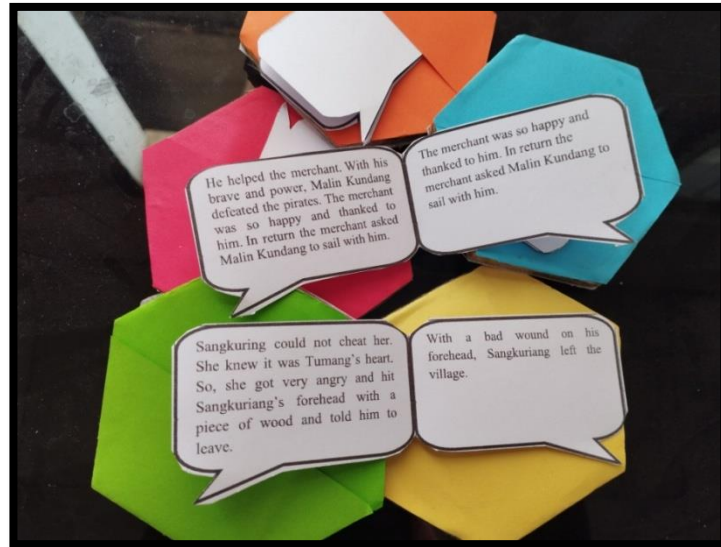 He helped the merchant. With his
brave and power, Malin Kundang
defeated the pirates. The merchant
was so happy and thanked to
him. In return the merchant asked
Malin Kundang to sail with him.
The merchant was so happy and
thanked to him. In return the
merchant asked Malin Kundang to
sail with him.
Sangkuring could not cheat her.
She knew it was Tumang's heart.
So, she got very angry and hit
Sangkuriang's forehead with a
piece of wood and told him to
leave.
With a bad wound on his
forehead, Sangkuriang left the
village.